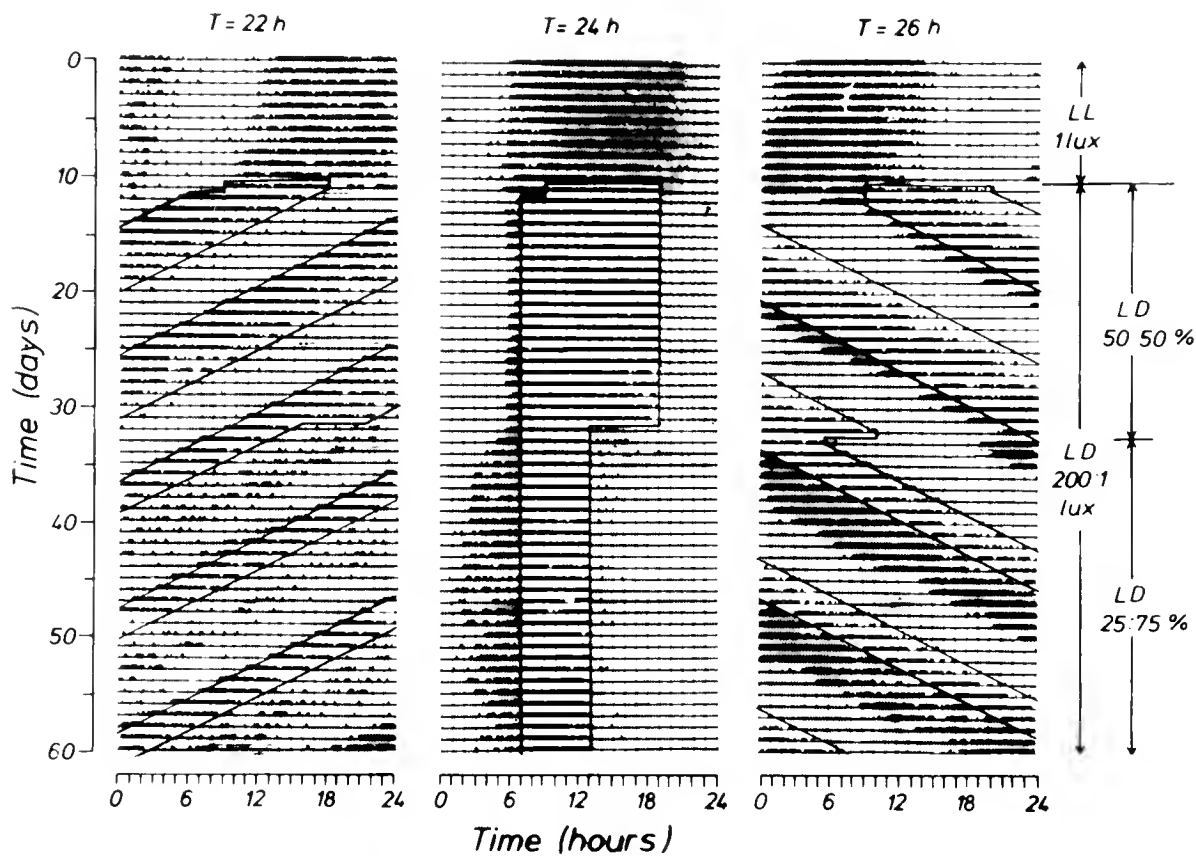 T = 22 h T = 24 h T = 26 h
0
10
20
30
40
50
60
Time (days)
LL
1 lux
LD
50 50 %
LD
200:1
lux
LD
25:75 %
0 6 12 18 24
0 6 12 18 24
0 6 12 18 24
Time (hours)